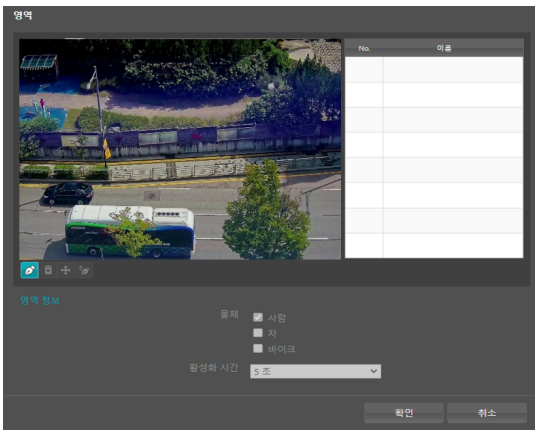 영역
No. 이름
영역 정보
물체 사람
차
바이크
활성화 시간 5 초
확인 취소